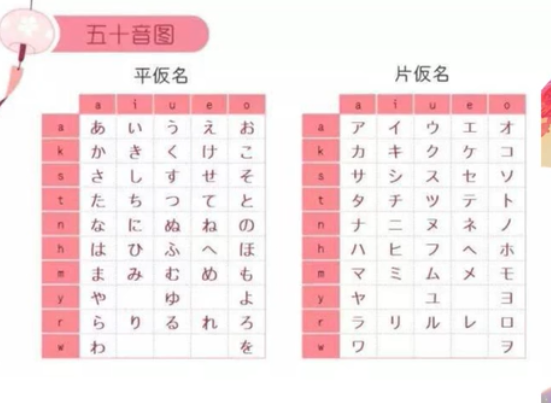 五十音图
平仮名
片仮名
a i u e o
a あ い う え お
k か き く け こ
s さ し す せ そ
t た ち つ て と
n な に ぬ ね の
h は ひ ふ へ ほ
m ま み む め も
y や ゆ よ
r ら り る れ ろ
w わ を
a i u e o
a ア イ ウ エ オ
k カ キ ク ケ コ
s サ シ ス セ ソ
t タ チ ツ テ ト
n ナ ニ ヌ ネ ノ
h ハ ヒ フ ヘ ホ
m マ ミ ム メ モ
y ヤ ユ ヨ
r ラ リ ル レ ロ
w ワ ヲ